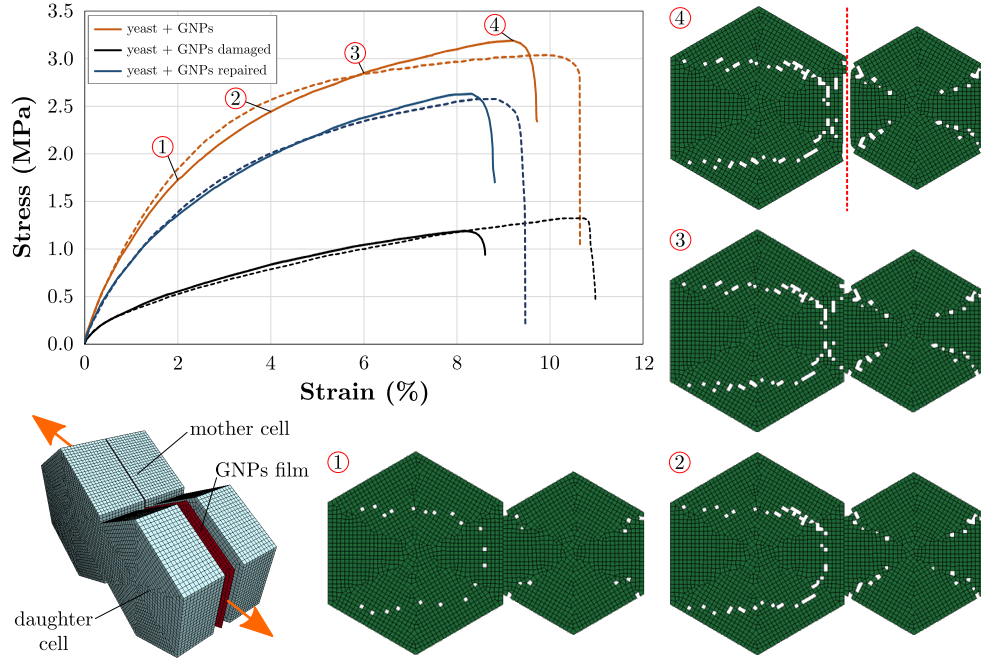 3.5
3.0
2.5
2.0
1.5
1.0
0.5
0.0
Stress (MPa)
yeast + GNPs
yeast + GNPs damaged
yeast + GNPs repaired
1
2
3
4
0
2
4
6
8
10
12
Strain (%)
4
3
mother cell
GNPs film
daughter
cell
1
2